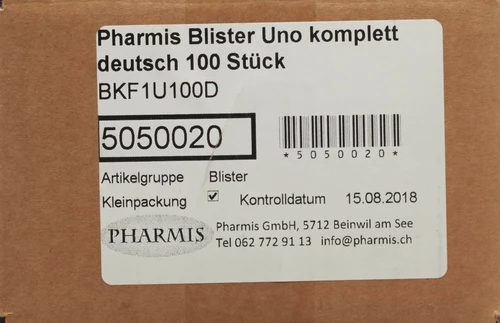 Pharmis Blister Uno komplett
deutsch 100 Stück
BKF1U100D
5050020
*5050020*
Artikelgruppe Blister
Kleinpackung Kontrolldatum 15.08.2018
PHARMIS
Pharmis GmbH, 5712 Beinwil am See
Tel 062 772 91 13 info@pharmis.ch